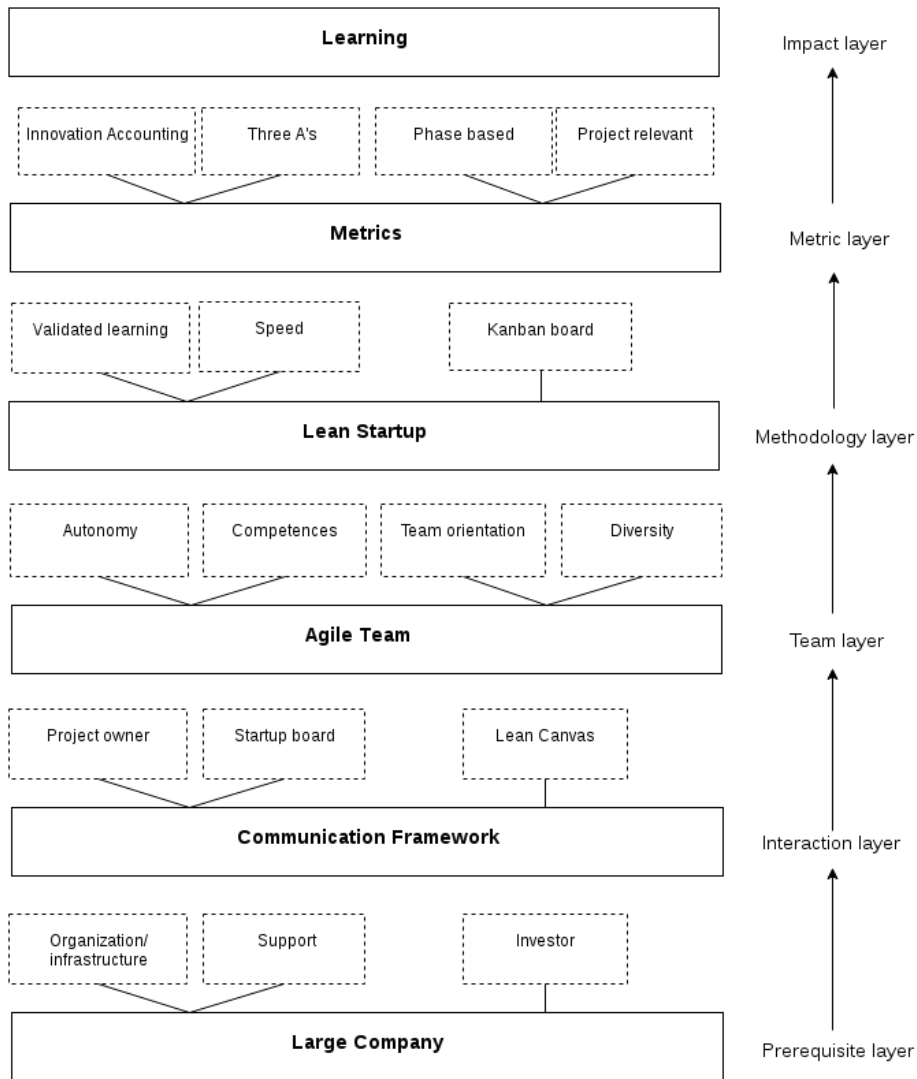 Learning
Impact layer
Innovation Accounting
Three A's
Phase based
Project relevant
Metrics
Metric layer
Validated learning
Speed
Kanban board
Lean Startup
Methodology layer
Autonomy
Competences
Team orientation
Diversity
Agile Team
Team layer
Project owner
Startup board
Lean Canvas
Communication Framework
Interaction layer
Organization/
infrastructure
Support
Investor
Large Company
Prerequisite layer